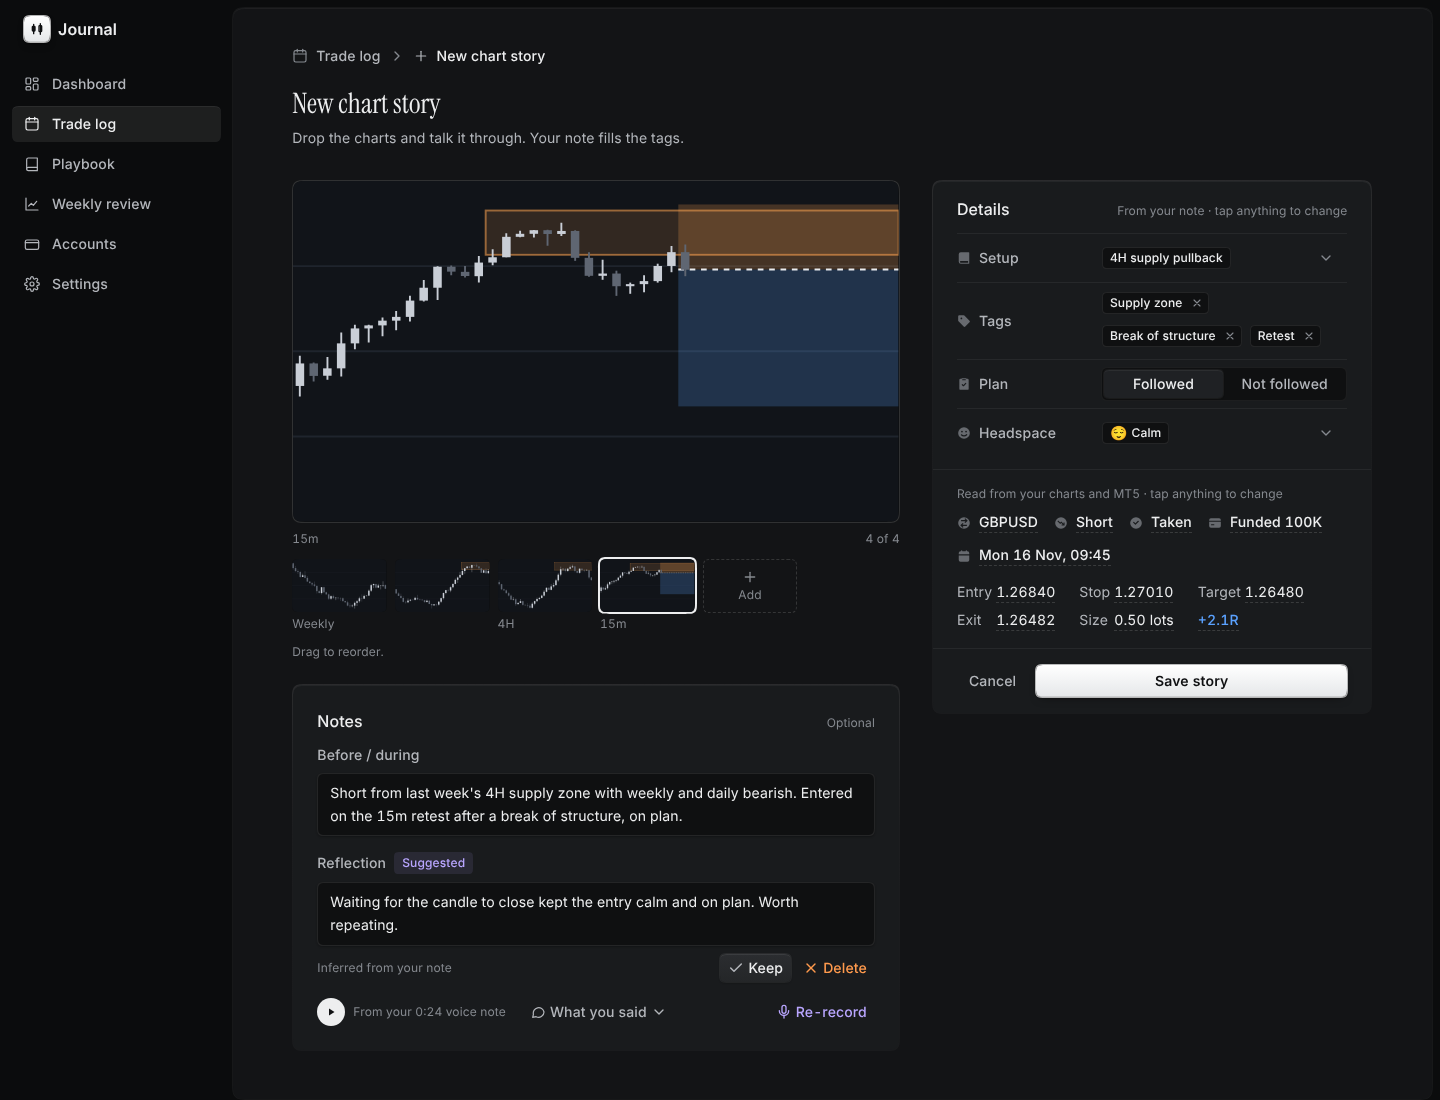 Journal
Dashboard
Trade log
Playbook
Weekly review
Accounts
Settings
Trade log
New chart story
New chart story
Drop the charts and talk it through. Your note fills the tags.
15m
4 of 4
Weekly
4H
15m
Add
Drag to reorder.
Notes
Optional
Before / during
Short from last week's 4H supply zone with weekly and daily bearish. Entered
on the 15m retest after a break of structure, on plan.
Reflection
Suggested
Waiting for the candle to close kept the entry calm and on plan. Worth
repeating.
Inferred from your note
Keep
Delete
From your 0:24 voice note
What you said
Re-record
Details
From your note · tap anything to change
Setup
4H supply pullback
Tags
Supply zone
Break of structure
Retest
Plan
Followed
Not followed
Headspace
😌 Calm
Read from your charts and MT5 · tap anything to change
GBPUSD
Short
Taken
Funded 100K
Mon 16 Nov, 09:45
Entry 1.26840
Stop 1.27010
Target 1.26480
Exit 1.26482
Size 0.50 lots
+2.1R
Cancel
Save story